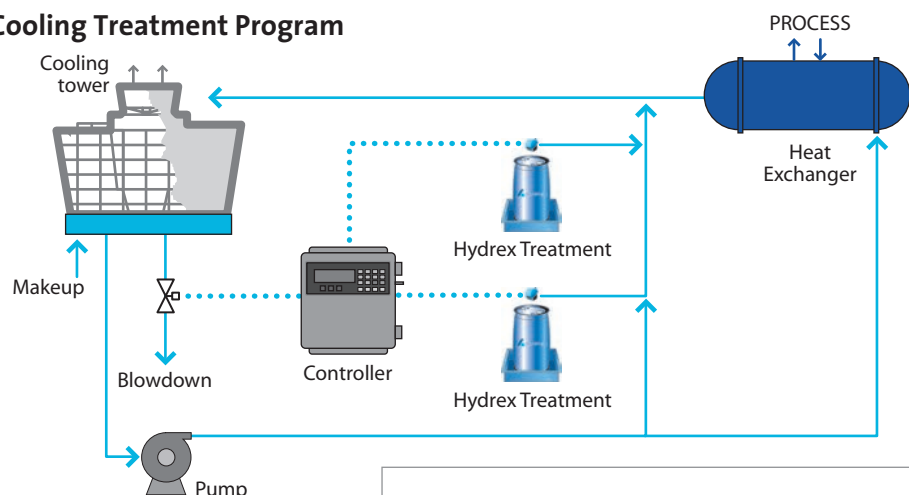 Cooling Treatment Program
PROCESS
Cooling
tower
Heat
Exchanger
Hydrex Treatment
Makeup
Controller
Blowdown
Hydrex Treatment
Pump